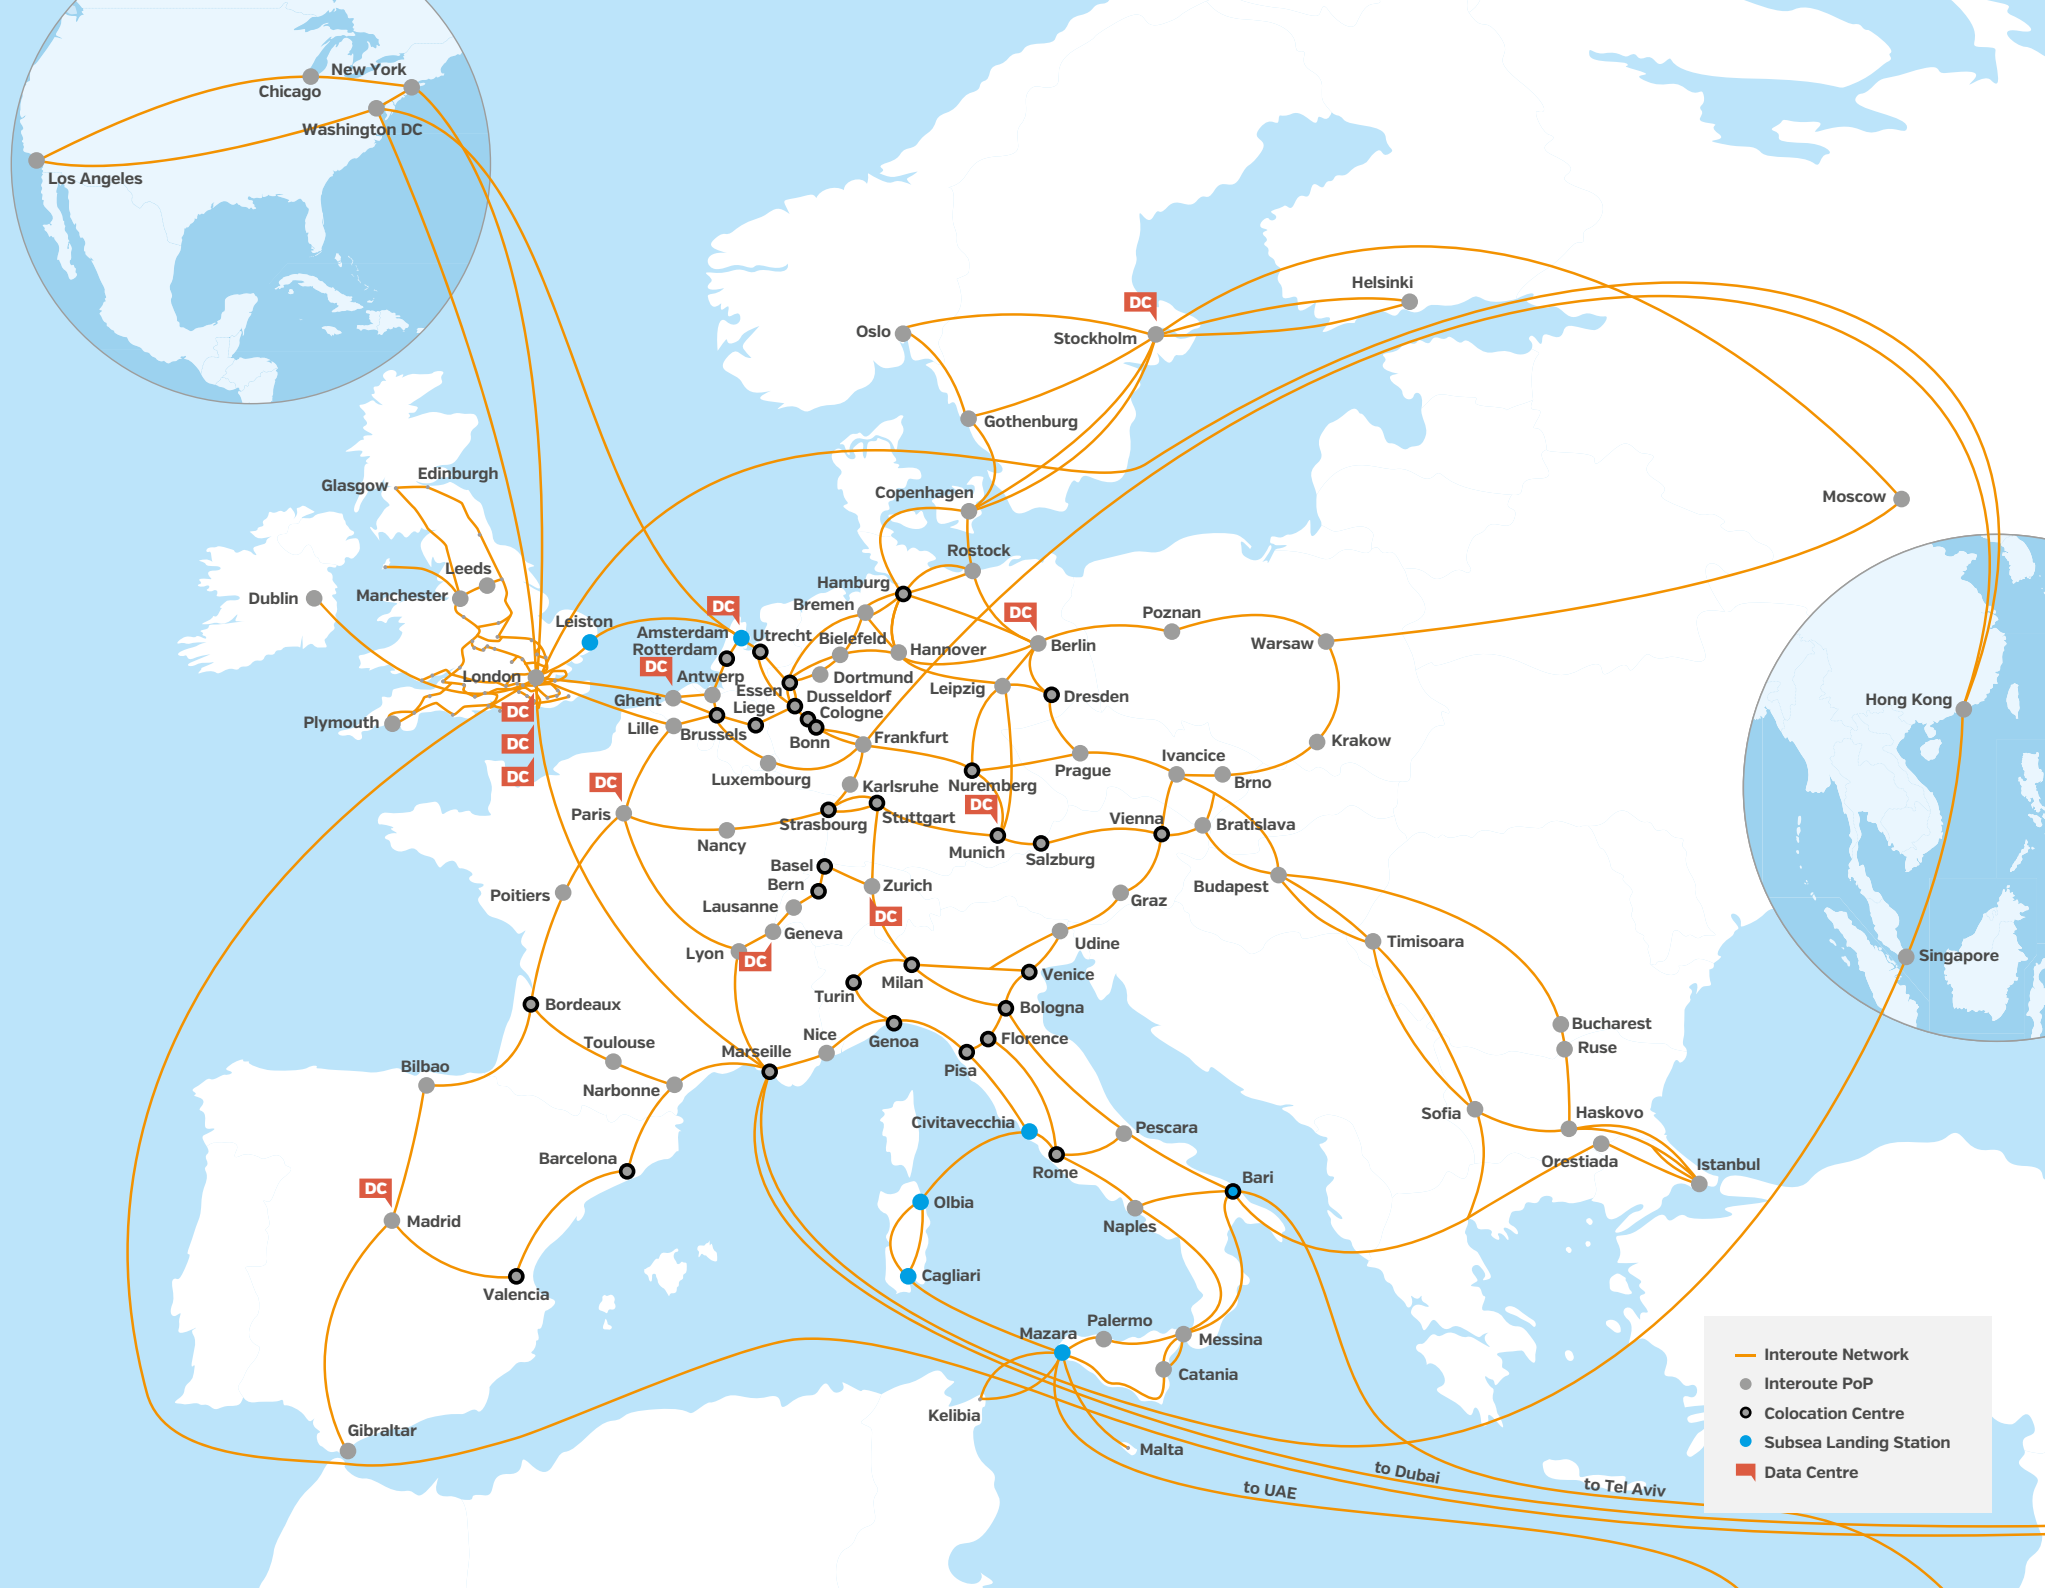 New York
Chicago
Washington DC
Los Angeles
Helsinki
DC
Oslo
Stockholm
Gothenburg
Edinburgh
Glasgow
Copenhagen
Moscow
Rostock
Leeds
Hamburg
Manchester
Dublin
Bremen
DC
DC
Poznan
Leiston
Amsterdam
Utrecht
Bielefeld
Rotterdam
Hannover
Berlin
Warsaw
DC
London
Antwerp
Dortmund
Essen
Leipzig
Dresden
Ghent
Dusseldorf
Hong Kong
Liege
Cologne
DC
Plymouth
Lille
Brussels
Bonn
Frankfurt
Krakow
DC
Ivancice
Luxembourg
Prague
DC
DC
Karlsruhe
Nuremberg
Brno
DC
Paris
Strasbourg
Stuttgart
Vienna
Bratislava
Nancy
Munich
Salzburg
Basel
Bern
Zurich
Budapest
Poitiers
Lausanne
Graz
DC
Geneva
Udine
Timisoara
Lyon
DC
Singapore
Milan
Venice
Turin
Bordeaux
Bologna
Bucharest
Nice
Genoa
Florence
Toulouse
Marseille
Ruse
Bilbao
Pisa
Narbonne
Sofia
Haskovo
Civitavecchia
Pescara
Barcelona
Orestiada
Istanbul
Rome
Bari
DC
Olbia
Madrid
Naples
Cagliari
Valencia
Palermo
Mazara
Messina
Catania
Kelibia
Gibraltar
Malta
to Dubai
to UAE
to Tel Aviv
Interoute Network
Interoute PoP
Colocation Centre
Subsea Landing Station
Data Centre